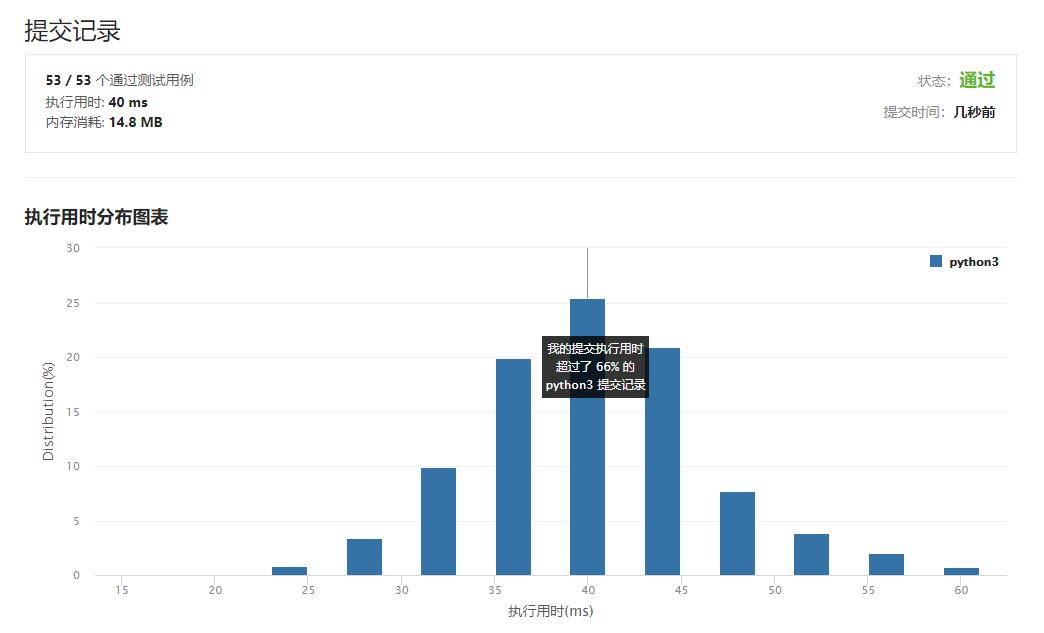 提交记录
53 / 53 个通过测试用例
状态：通过
执行用时: 40 ms
提交时间：几秒前
内存消耗: 14.8 MB
执行用时分布图表
python3
30
25
20
15
10
5
0
Distribution(%)
我的提交执行用时
超过了 66% 的
python3 提交记录
15 20 25 30 35 40 45 50 55 60
执行用时(ms)